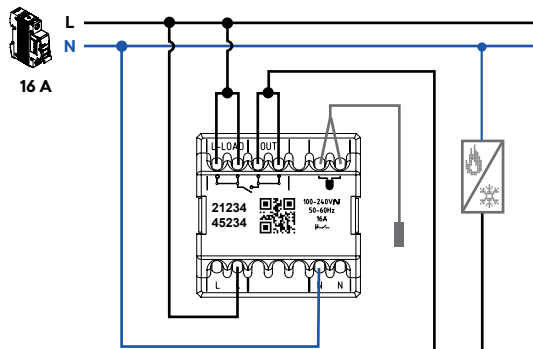 L
N
16 A
L-LOAD OUT
21234
45234
100-240V
50-60Hz
16A
μ
L L N N